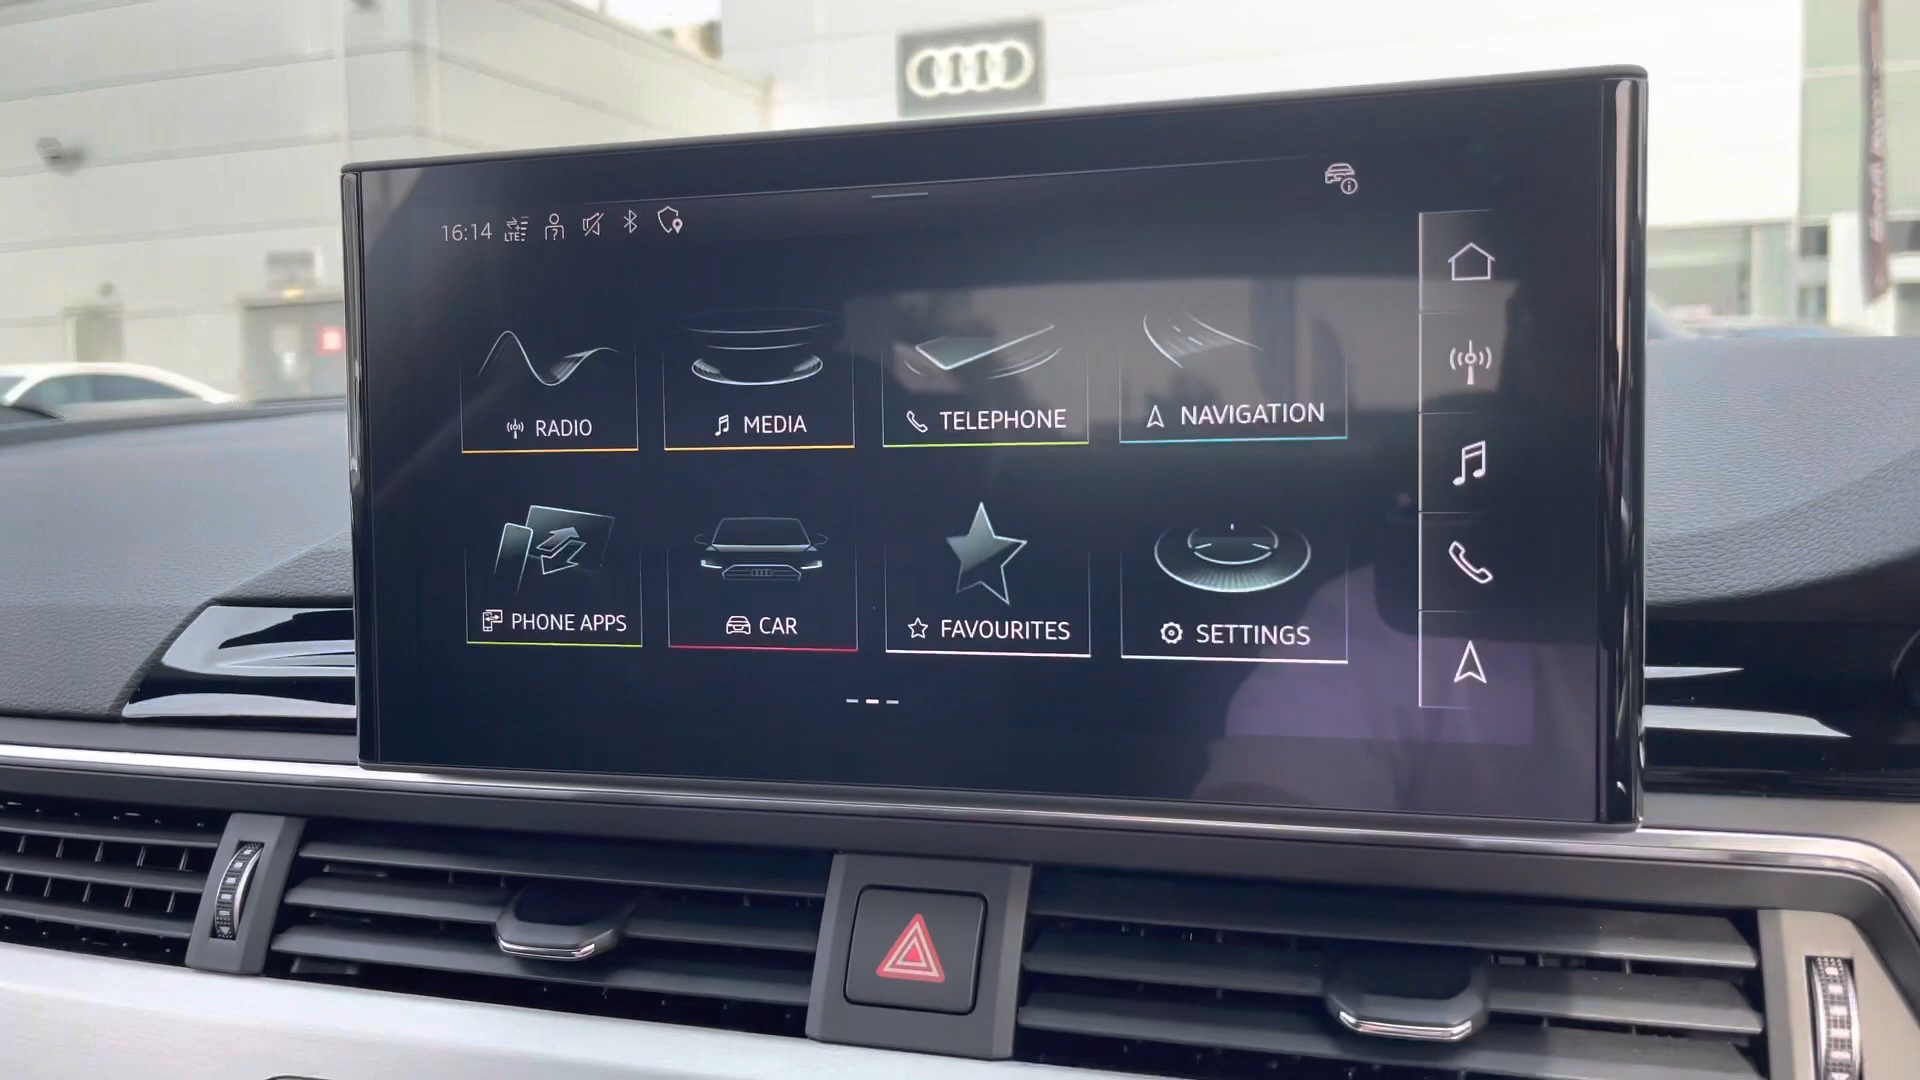 16:14 LTE
RADIO
MEDIA
TELEPHONE
NAVIGATION
PHONE APPS
CAR
FAVOURITES
SETTINGS